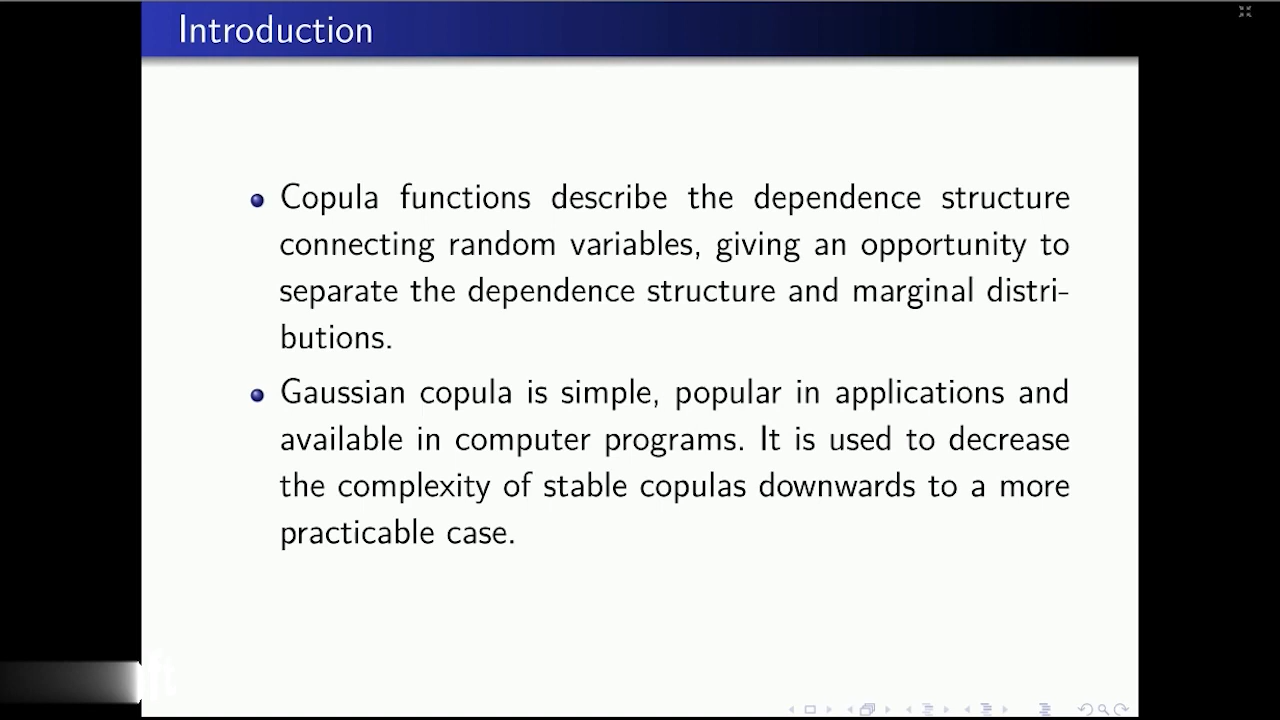 Introduction
Copula functions describe the dependence structure
connecting random variables, giving an opportunity to
separate the dependence structure and marginal distri-
butions.
Gaussian copula is simple, popular in applications and
available in computer programs. It is used to decrease
the complexity of stable copulas downwards to a more
practicable case.